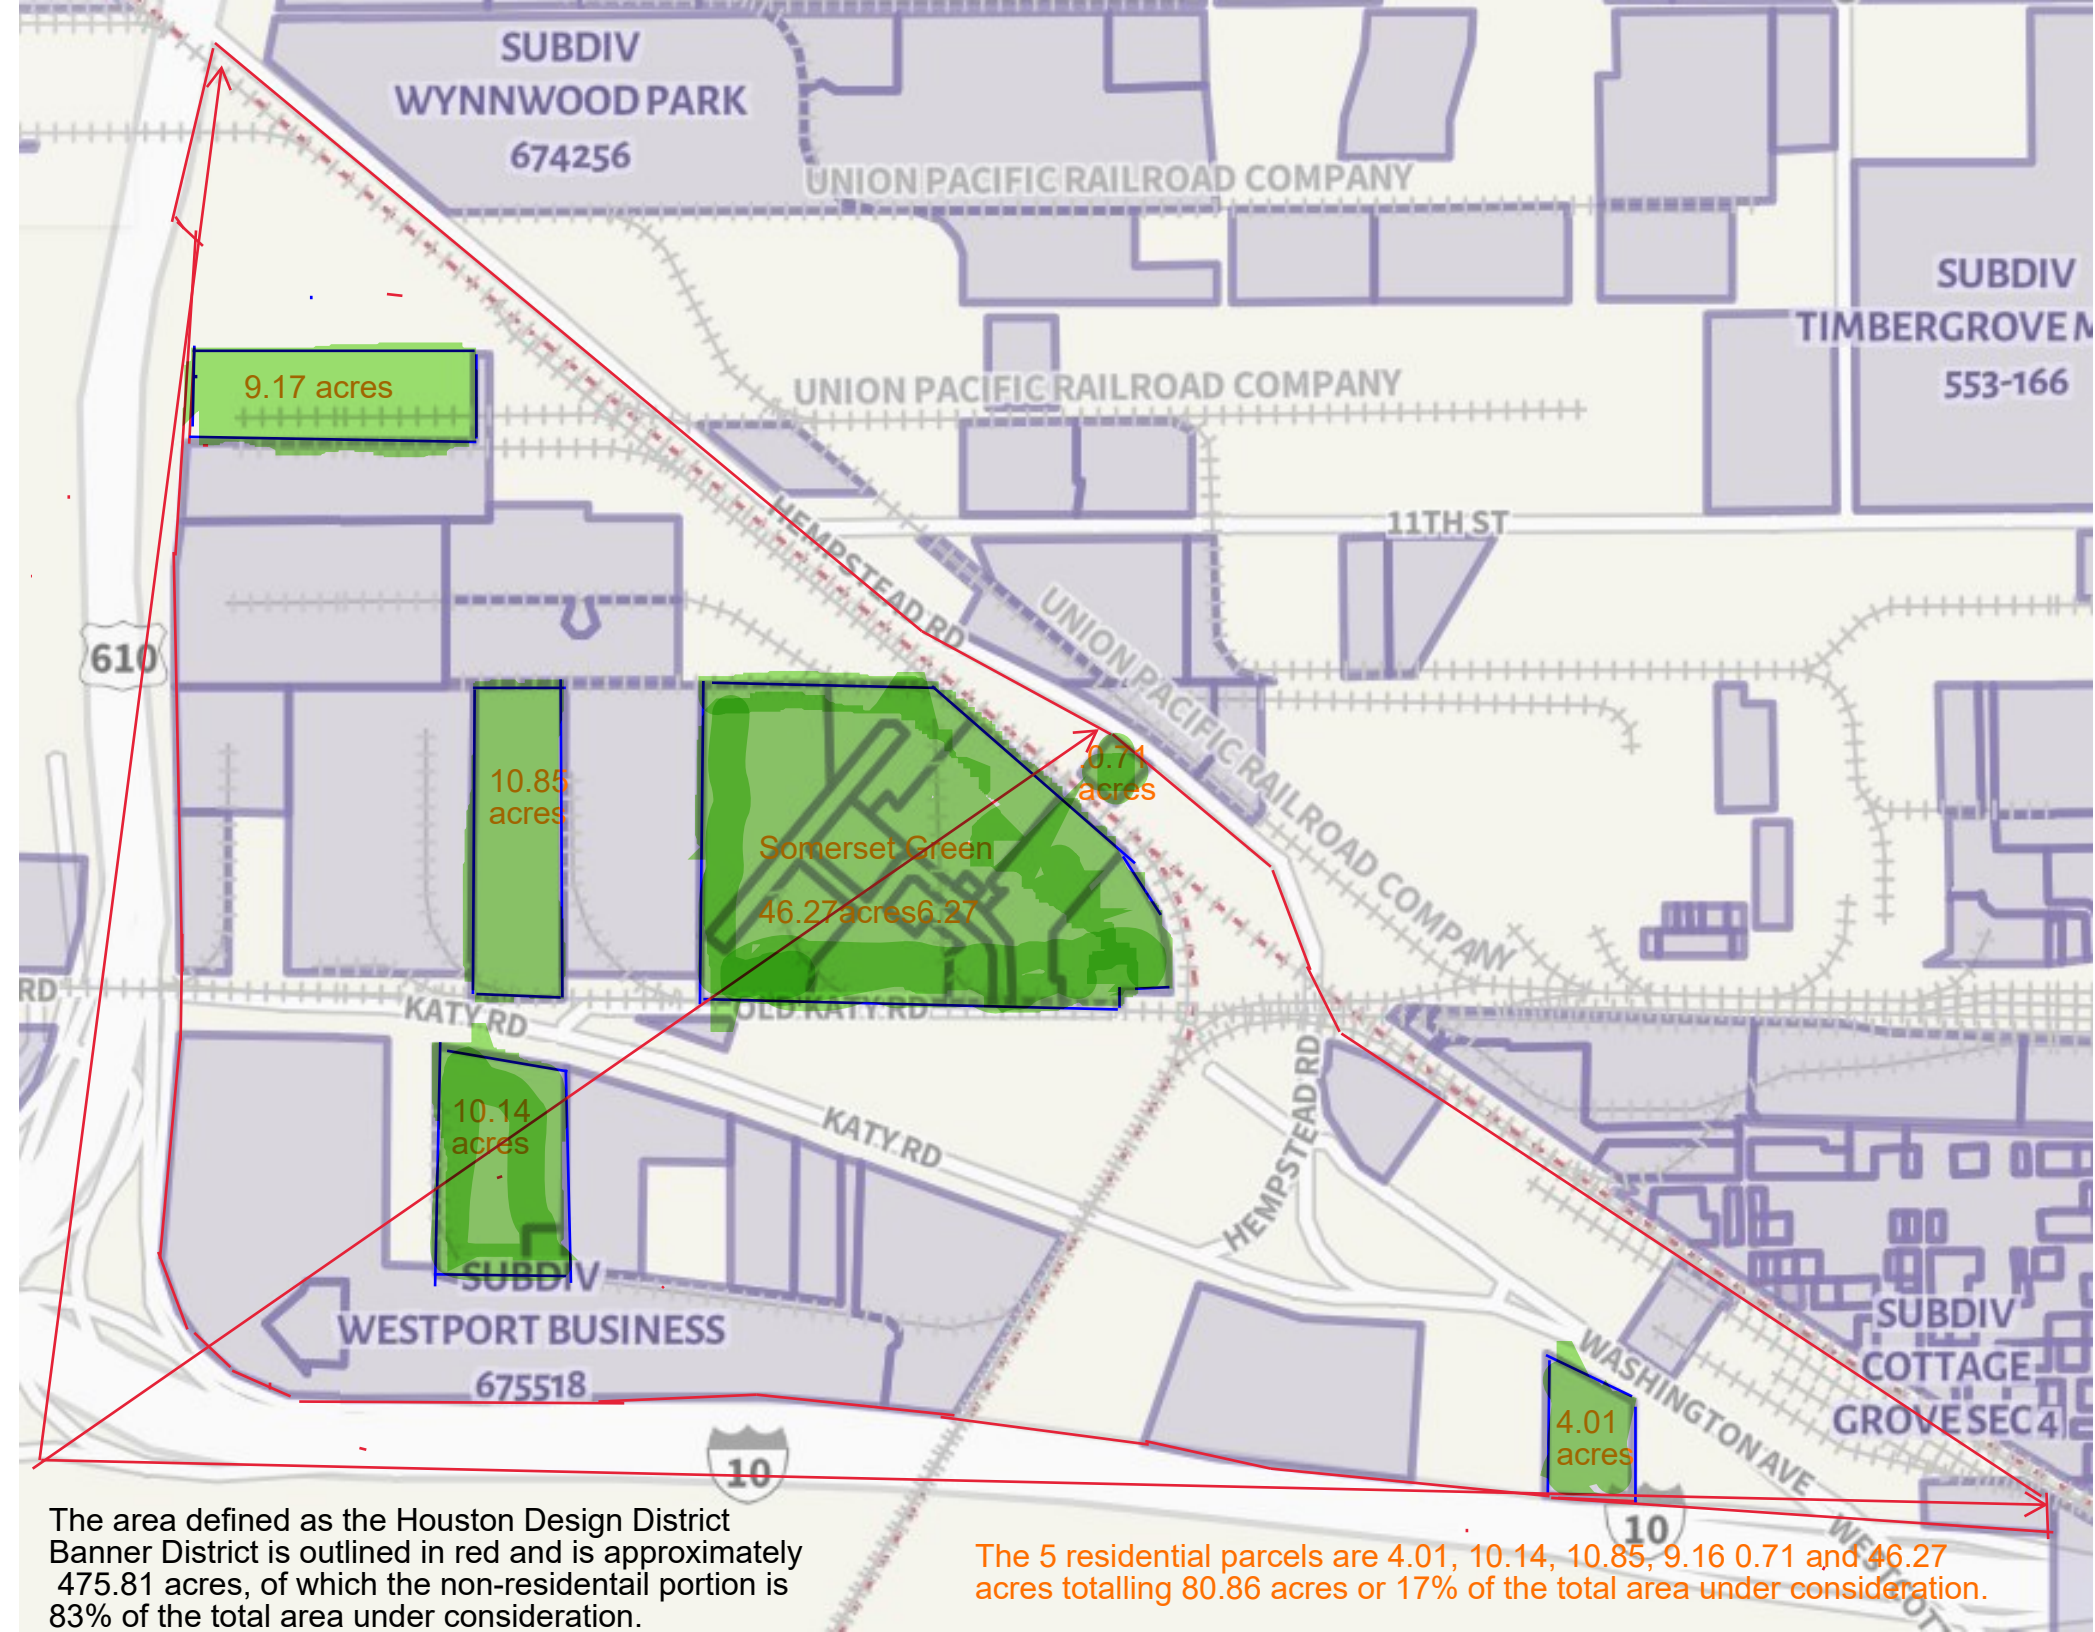 SUBDIV
WYNNWOOD PARK
674256
UNION PACIFIC RAILROAD COMPANY
SUBDIV
TIMBERGROVE M
553-166
9.17 acres
UNION PACIFIC RAILROAD COMPANY
HEMPSTEAD RD
11TH ST
UNION PACIFIC RAILROAD COMPANY
610
10.85
acres
0.71
acres
Somerset Green
46.27acres6.27
RD
KATY RD
OLD KATY RD
10.14
acres
KATY RD
HEMPSTEAD RD
HEMPSTEAD RD
SUBDIV
WESTPORT BUSINESS
675518
WASHINGTON AVE
SUBDIV
COTTAGE
GROVE SEC 4
4.01
acres
10
10
WESTCOTT
The area defined as the Houston Design District
Banner District is outlined in red and is approximately
475.81 acres, of which the non-residentail portion is
83% of the total area under consideration.
The 5 residential parcels are 4.01, 10.14, 10.85, 9.16 0.71 and 46.27
acres totalling 80.86 acres or 17% of the total area under consideration.